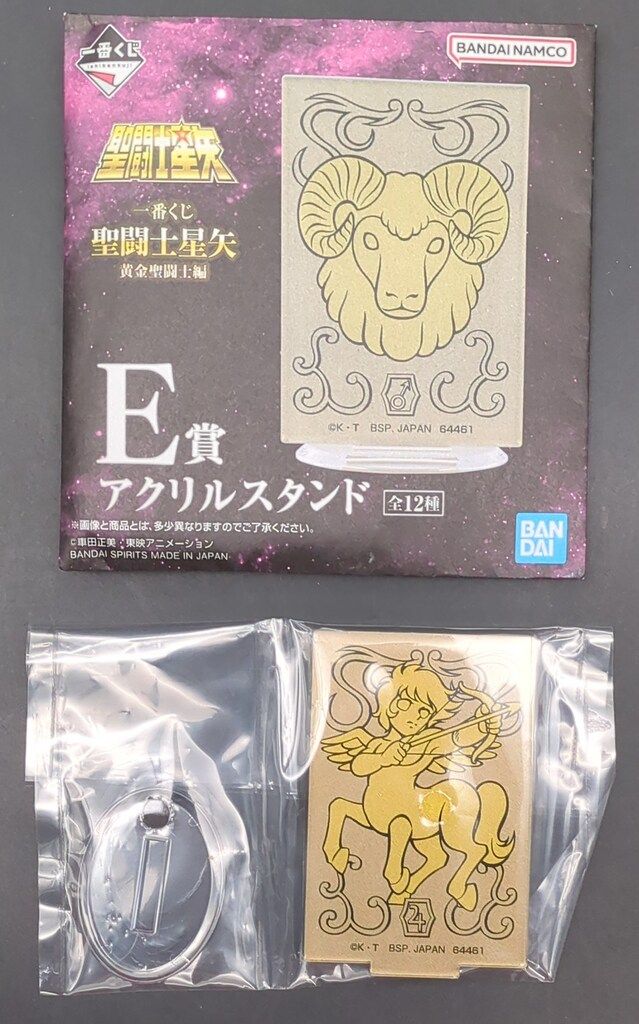 一番くじ
ichibankuji
BANDAI NAMCO
聖闘士星矢
一番くじ
聖闘士星矢
黄金聖闘士編
©K・T BSP, JAPAN 64461
E賞
アクリルスタンド 全12種
※画像と商品とは、多少異なりますのでご了承ください。
©車田正美・東映アニメーション
BANDAI SPIRITS MADE IN JAPAN
BAN
DAI
©K・T BSP, JAPAN 64461